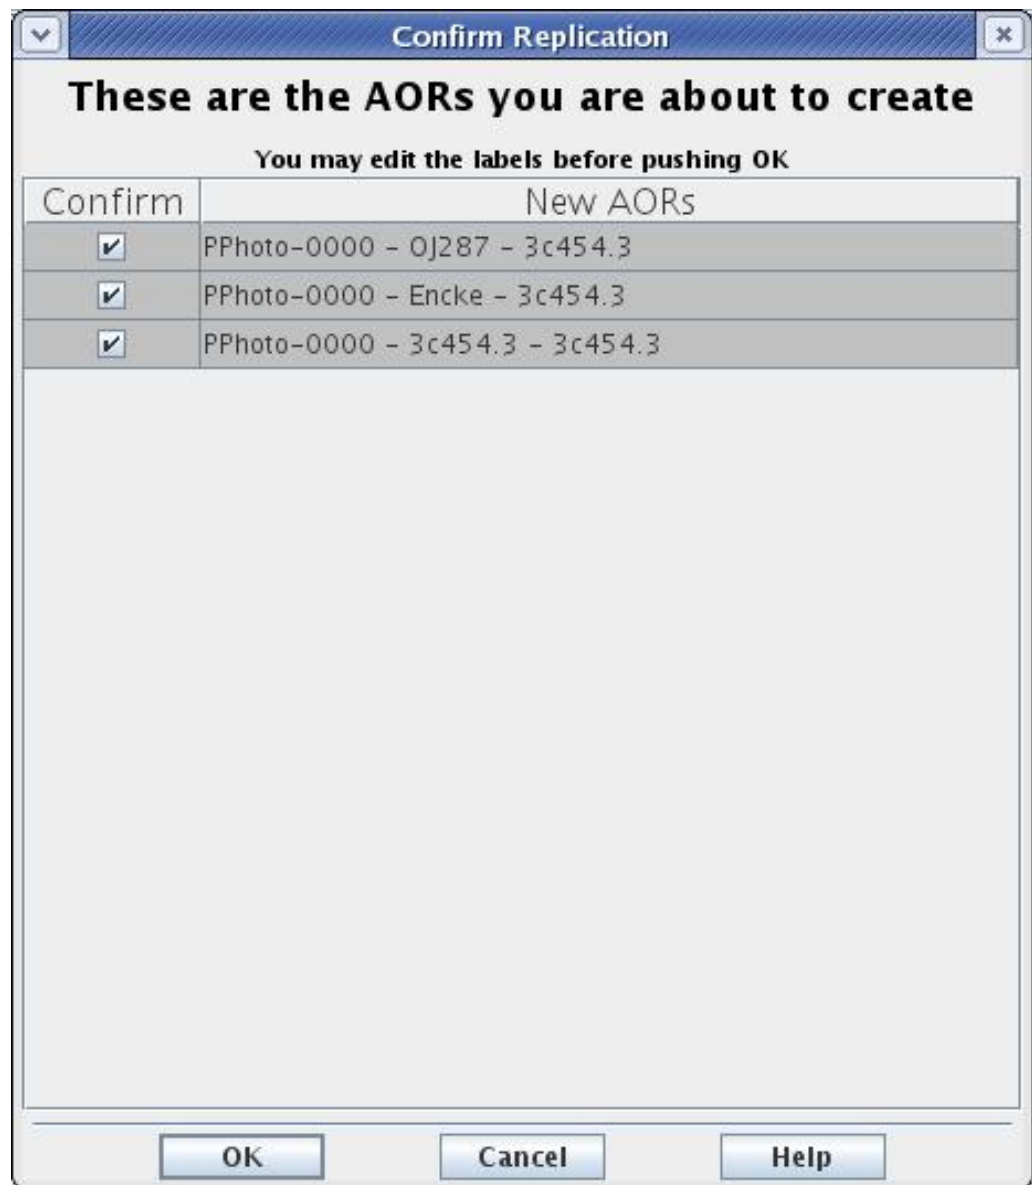 Confirm Replication
These are the AORs you are about to create
You may edit the labels before pushing OK
Confirm New AORs
PPhoto-0000 - OJ287 - 3c454.3
PPhoto-0000 - Encke - 3c454.3
PPhoto-0000 - 3c454.3 - 3c454.3
OK Cancel Help